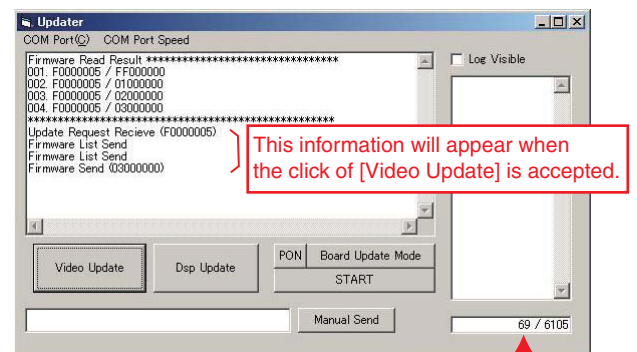 Updater
COM Port(C) COM Port Speed
Firmware Read Result **************************************
001. F0000005 / FF000000
002. F0000005 / 01000000
003. F0000005 / 02000000
004. F0000005 / 03000000
************************************************************
Update Request Recieve (F0000005)
Firmware List Send
Firmware List Send
Firmware Send (03000000)
Log Visible
This information will appear when
the click of [Video Update] is accepted.
Video Update
Dsp Update
PON
Board Update Mode
START
Manual Send
69 / 6105